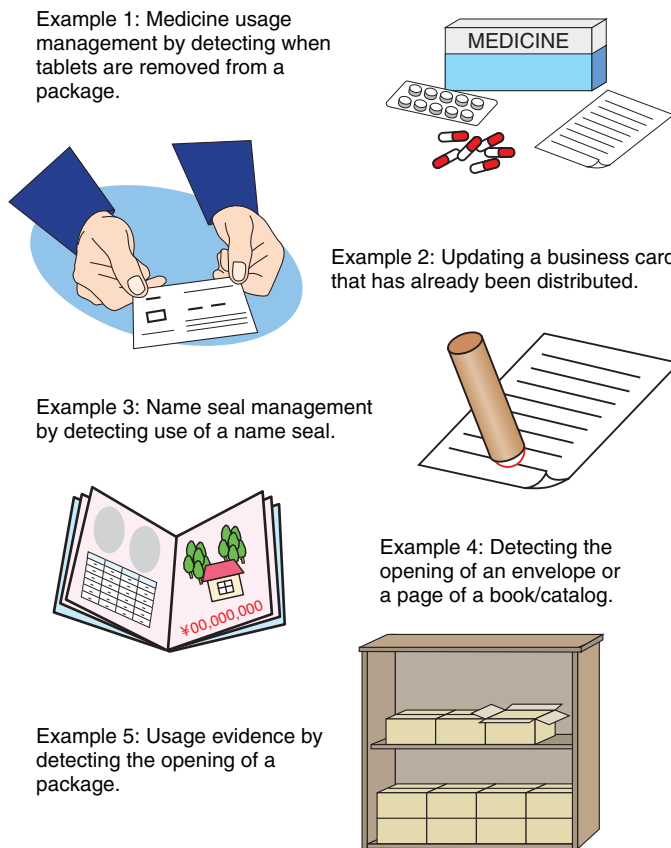 Example 1: Medicine usage
management by detecting when
tablets are removed from a
package.
MEDICINE
Example 2: Updating a business card
that has already been distributed.
Example 3: Name seal management
by detecting use of a name seal.
Example 4: Detecting the
opening of an envelope or
a page of a book/catalog.
¥00,000,000
Example 5: Usage evidence by
detecting the opening of a
package.